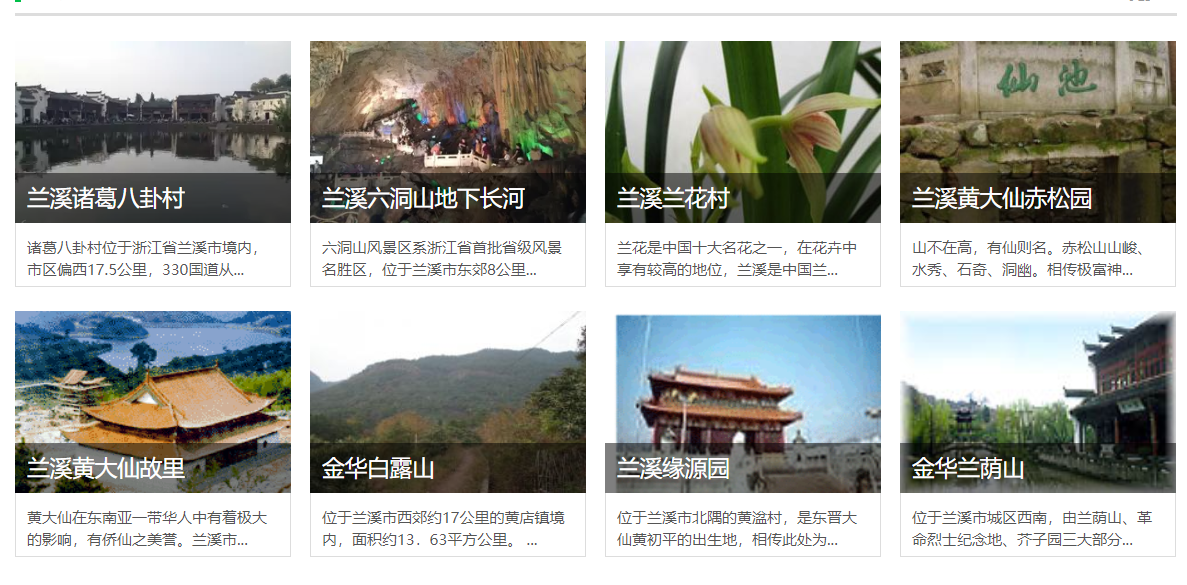 仙池
兰溪诸葛八卦村
兰溪六洞山地下长河
兰溪兰花村
兰溪黄大仙赤松园
诸葛八卦村位于浙江省兰溪市境内，
市区偏西17.5公里，330国道从...
六洞山风景区系浙江省首批省级风景
名胜区，位于兰溪市东郊8公里...
兰花是中国十大名花之一，在花卉中
享有较高的地位，兰溪是中国兰...
山不在高，有仙则名。赤松山山峻、
水秀、石奇、洞幽。相传极富神...
兰溪黄大仙故里
金华白露山
兰溪缘源园
金华兰荫山
黄大仙在东南亚一带华人中有着极大
的影响，有侨仙之美誉。兰溪市...
位于兰溪市西郊约17公里的黄店镇境
内，面积约13．63平方公里。 ...
位于兰溪市北隅的黄湓村，是东晋大
仙黄初平的出生地，相传此处为...
位于兰溪市城区西南，由兰荫山、革
命烈士纪念地、芥子园三大部分...